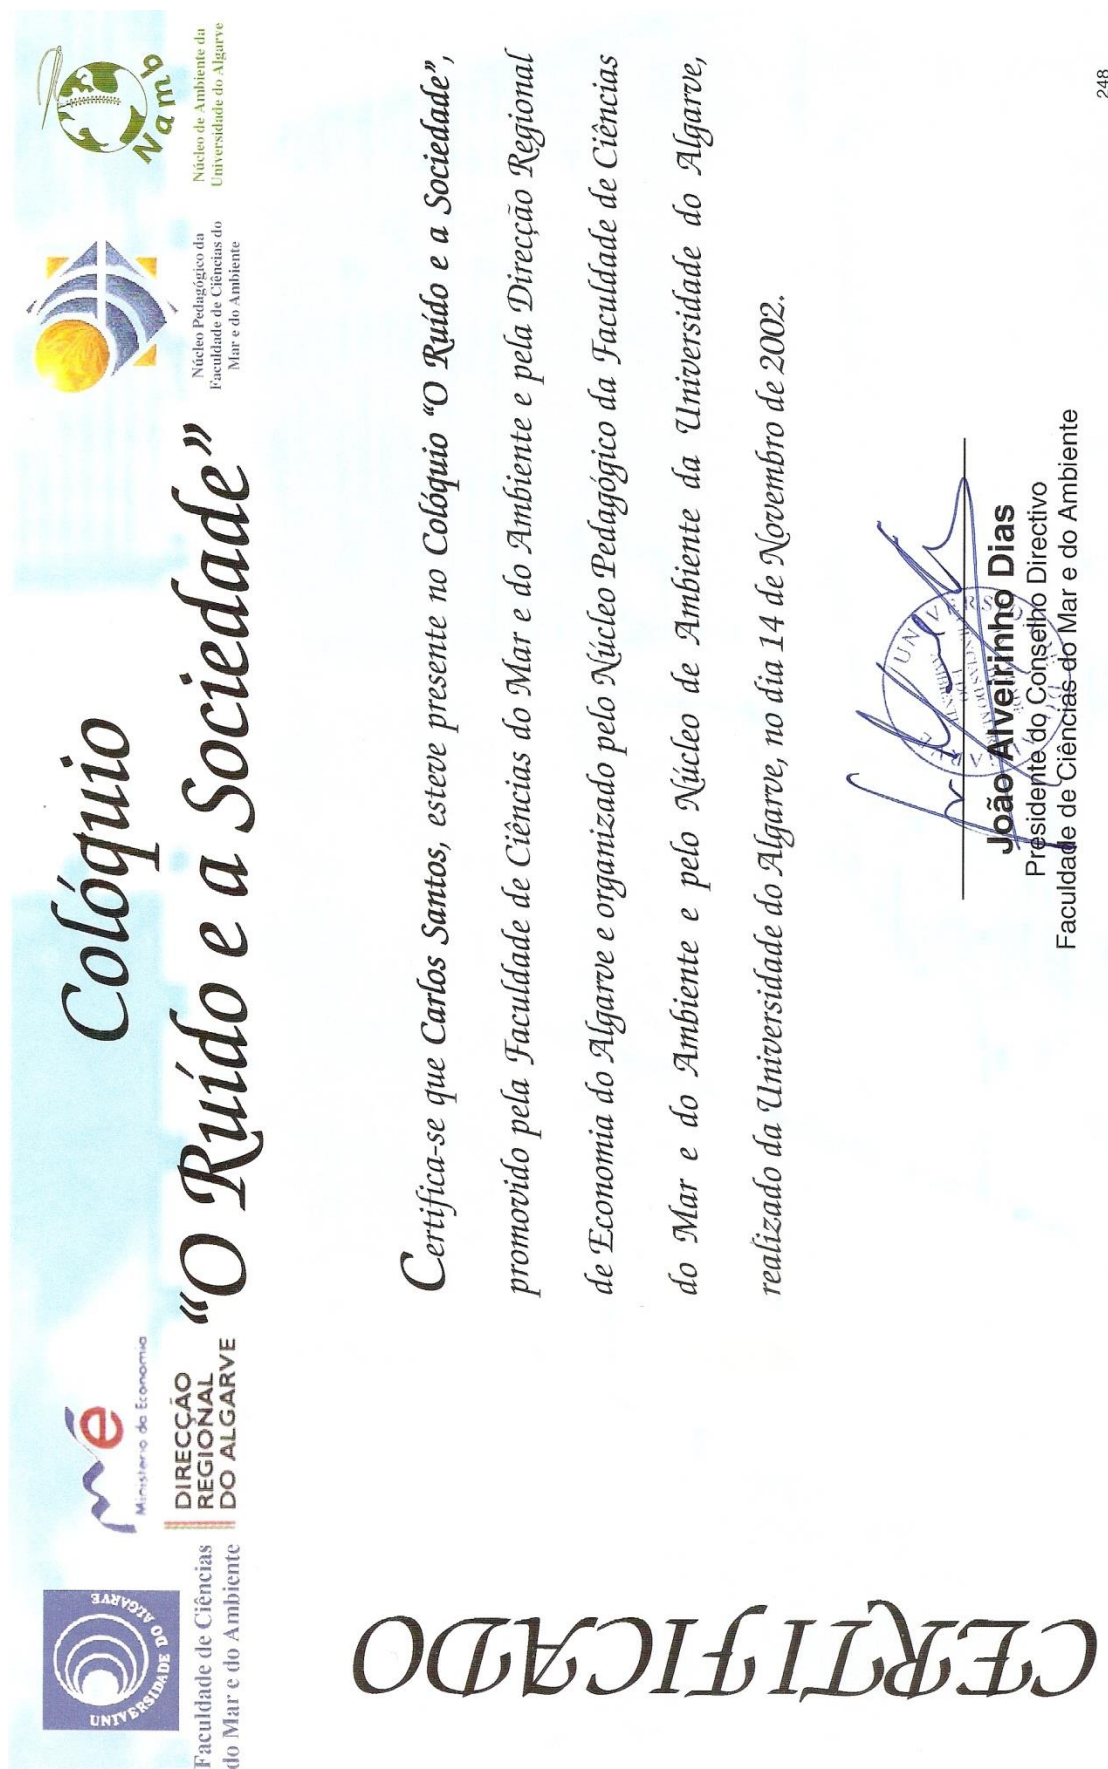 UNIVERSIDADE DO ALGARVE
Faculdade de Ciências
do Mar e do Ambiente
mé
Ministério da Economia
DIRECÇÃO
REGIONAL
DO ALGARVE
Colóquio
“O Ruído e a Sociedade”
Núcleo Pedagógico da
Faculdade de Ciências do
Mar e do Ambiente
Namb
Núcleo de Ambiente da
Universidade do Algarve
CERTIFICADO
Certifica-se que Carlos Santos, esteve presente no Colóquio “O Ruído e a Sociedade”,
promovido pela Faculdade de Ciências do Mar e do Ambiente e pela Direcção Regional
de Economia do Algarve e organizado pelo Núcleo Pedagógico da Faculdade de Ciências
do Mar e do Ambiente e pelo Núcleo de Ambiente da Universidade do Algarve,
realizado da Universidade do Algarve, no dia 14 de Novembro de 2002.
João Alveirinho Dias
Presidente do Conselho Directivo
Faculdade de Ciências do Mar e do Ambiente
248